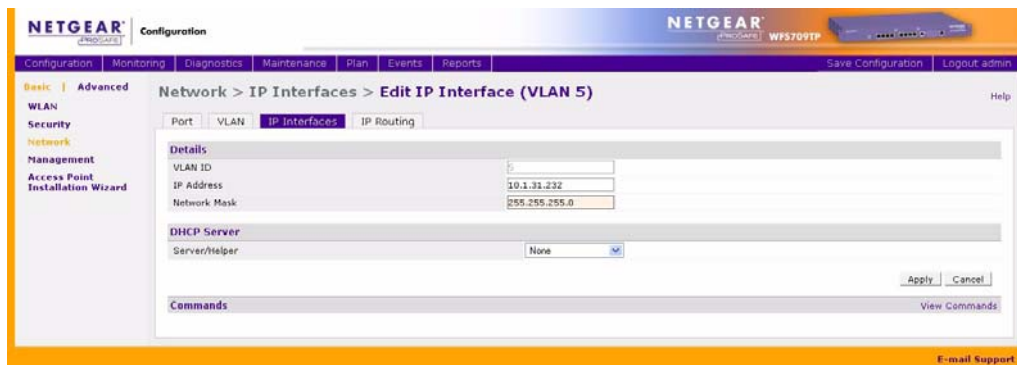 NETGEAR®
PROSAFE
Configuration
NETGEAR®
PROSAFE WFS709TP
Configuration Monitoring Diagnostics Maintenance Plan Events Reports Save Configuration Logout admin
Basic | Advanced
WLAN
Security
Network
Management
Access Point
Installation Wizard
Network > IP Interfaces > Edit IP Interface (VLAN 5)
Help
Port VLAN IP Interfaces IP Routing
Details
VLAN ID 5
IP Address 10.1.31.232
Network Mask 255.255.255.0
DHCP Server
Server/Helper None
Apply Cancel
Commands View Commands
E-mail Support